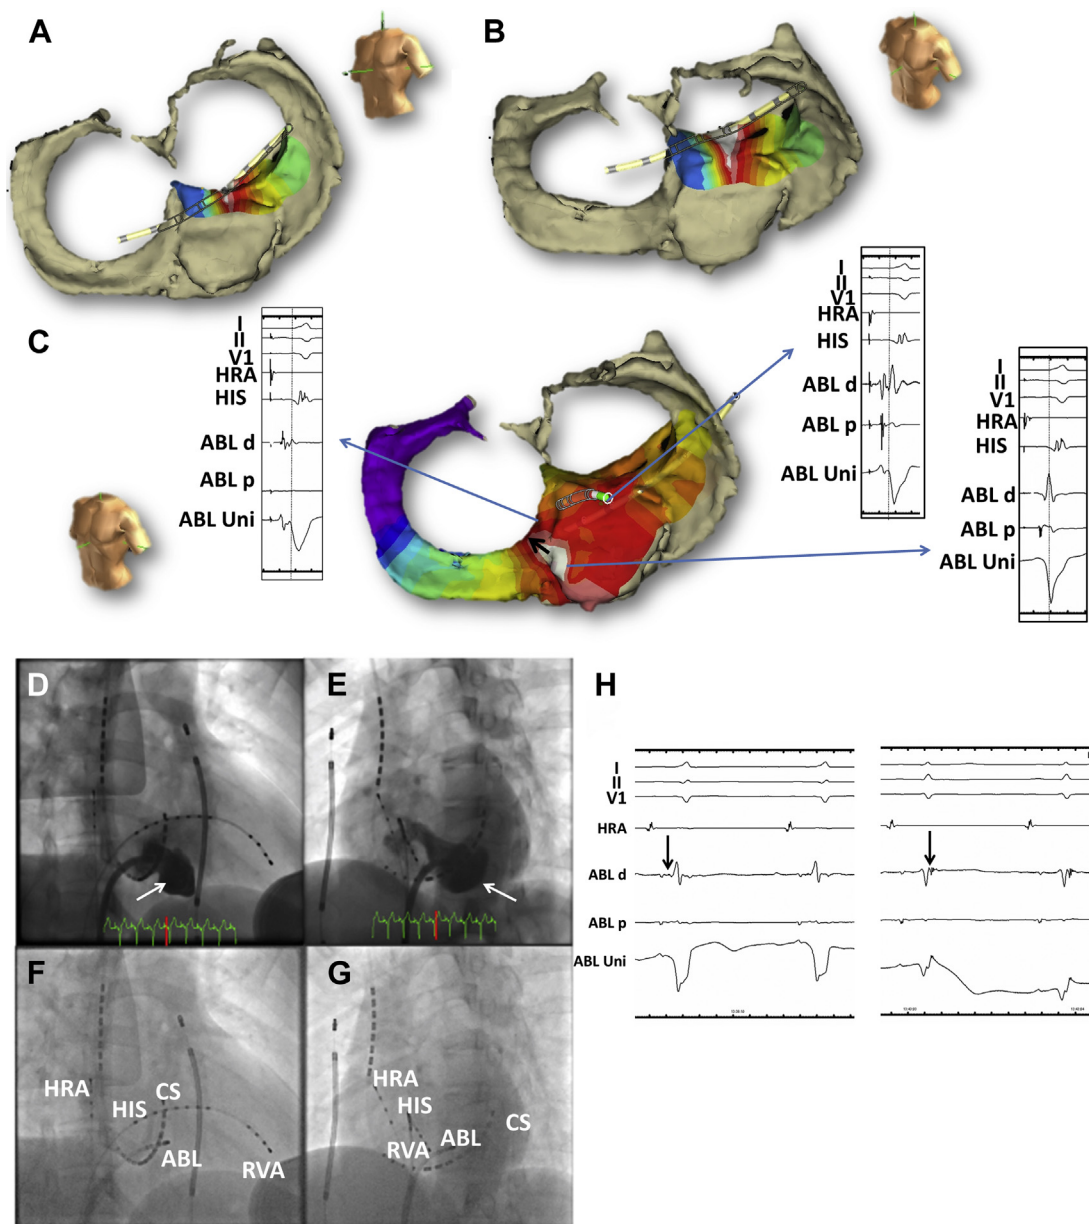 A
B
C
I
II
V1
HRA
HIS
ABL d
ABL p
ABL Uni
I
II
V1
HRA
HIS
ABL d
ABL p
ABL Uni
I
II
V1
HRA
HIS
ABL d
ABL p
ABL Uni
D
E
F
HRA
CS
HIS
ABL
RVA
G
HRA
HIS
CS
ABL
RVA
H
I
II
V1
HRA
ABL d
ABL p
ABL Uni